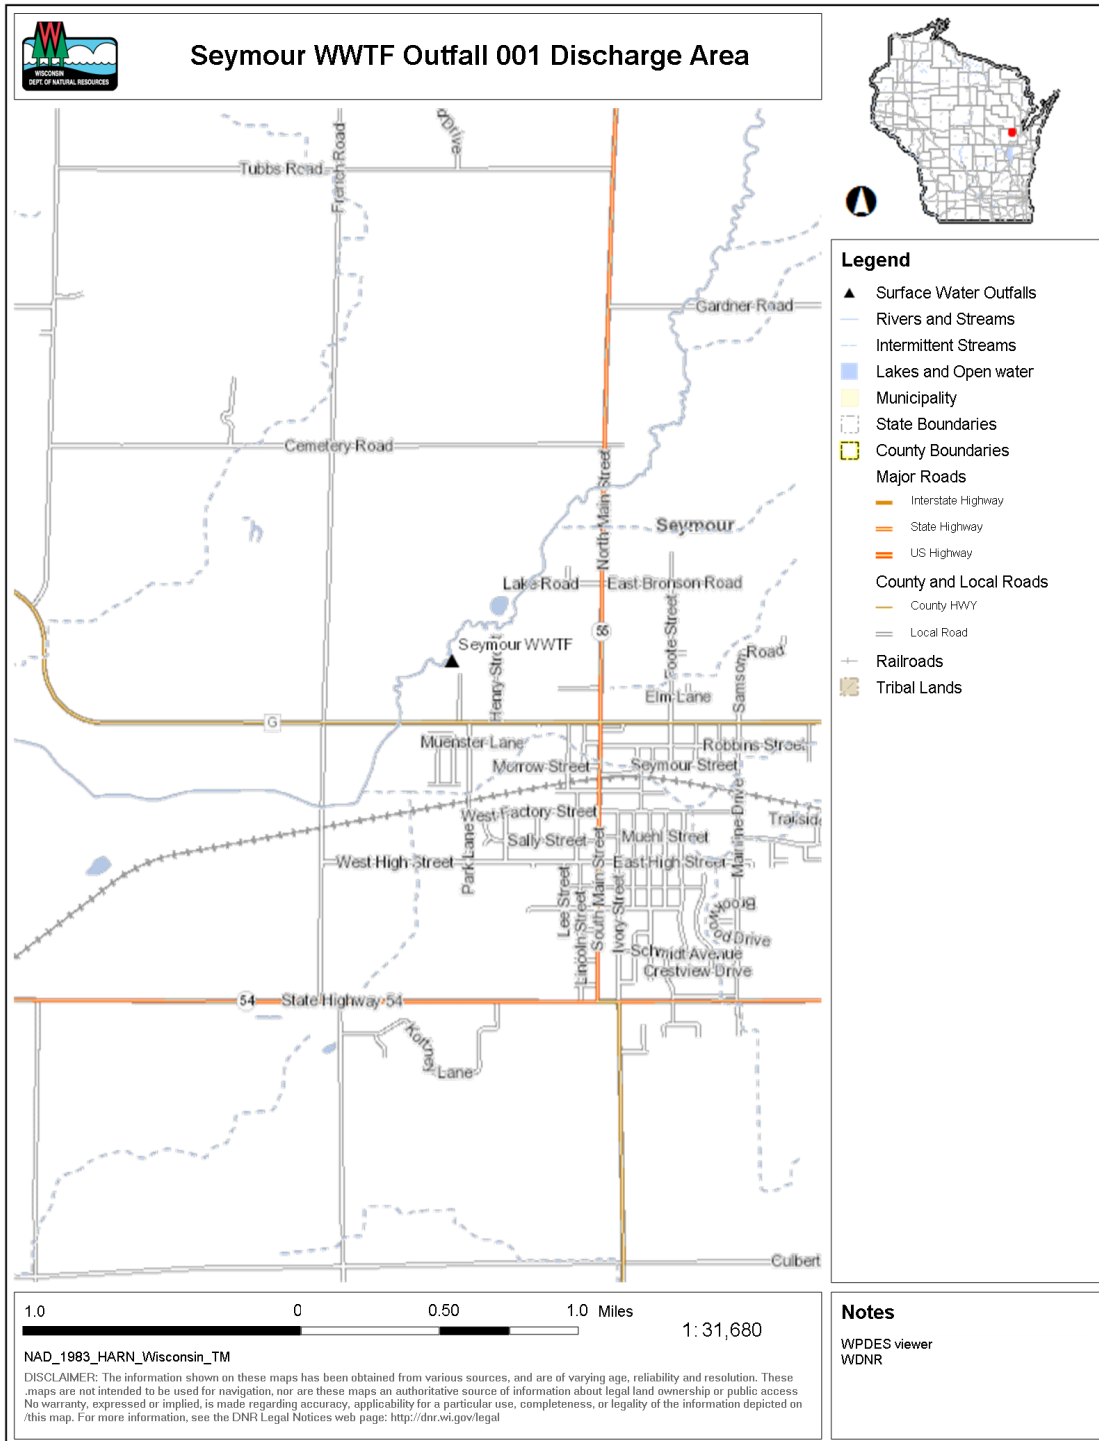 WISCONSIN
DEPT. OF NATURAL RESOURCES
Seymour WWTF Outfall 001 Discharge Area
Tubbs Road
French Road
Drive
Gardner Road
Cemetery Road
North Main Street
Seymour
Lake Road
East Bronson Road
55
Foote Street
Seymour WWTF
Henry Street
Road
Samson
Elm Lane
G
Muenster Lane
Robbins Street
Morrow Street
Seymour Street
West Factory Street
Mainline Drive
Trailsid
Sally Street
Muehl Street
West High Street
East High Street
Park Lane
Lee Street
Lincoln Street
South Main Street
Ivory Street
Brookwood Drive
Schmidt Avenue
Crestview Drive
54
State Highway 54
Lane
Culbert
Legend
Surface Water Outfalls
Rivers and Streams
Intermittent Streams
Lakes and Open water
Municipality
State Boundaries
County Boundaries
Major Roads
Interstate Highway
State Highway
US Highway
County and Local Roads
County HWY
Local Road
Railroads
Tribal Lands
1.0 0 0.50 1.0 Miles
1: 31,680
NAD_1983_HARN_Wisconsin_TM
DISCLAIMER: The information shown on these maps has been obtained from various sources, and are of varying age, reliability and resolution. These
.maps are not intended to be used for navigation, nor are these maps an authoritative source of information about legal land ownership or public access
No warranty, expressed or implied, is made regarding accuracy, applicability for a particular use, completeness, or legality of the information depicted on
/this map. For more information, see the DNR Legal Notices web page: http://dnr.wi.gov/legal
Notes
WPDES viewer
WDNR